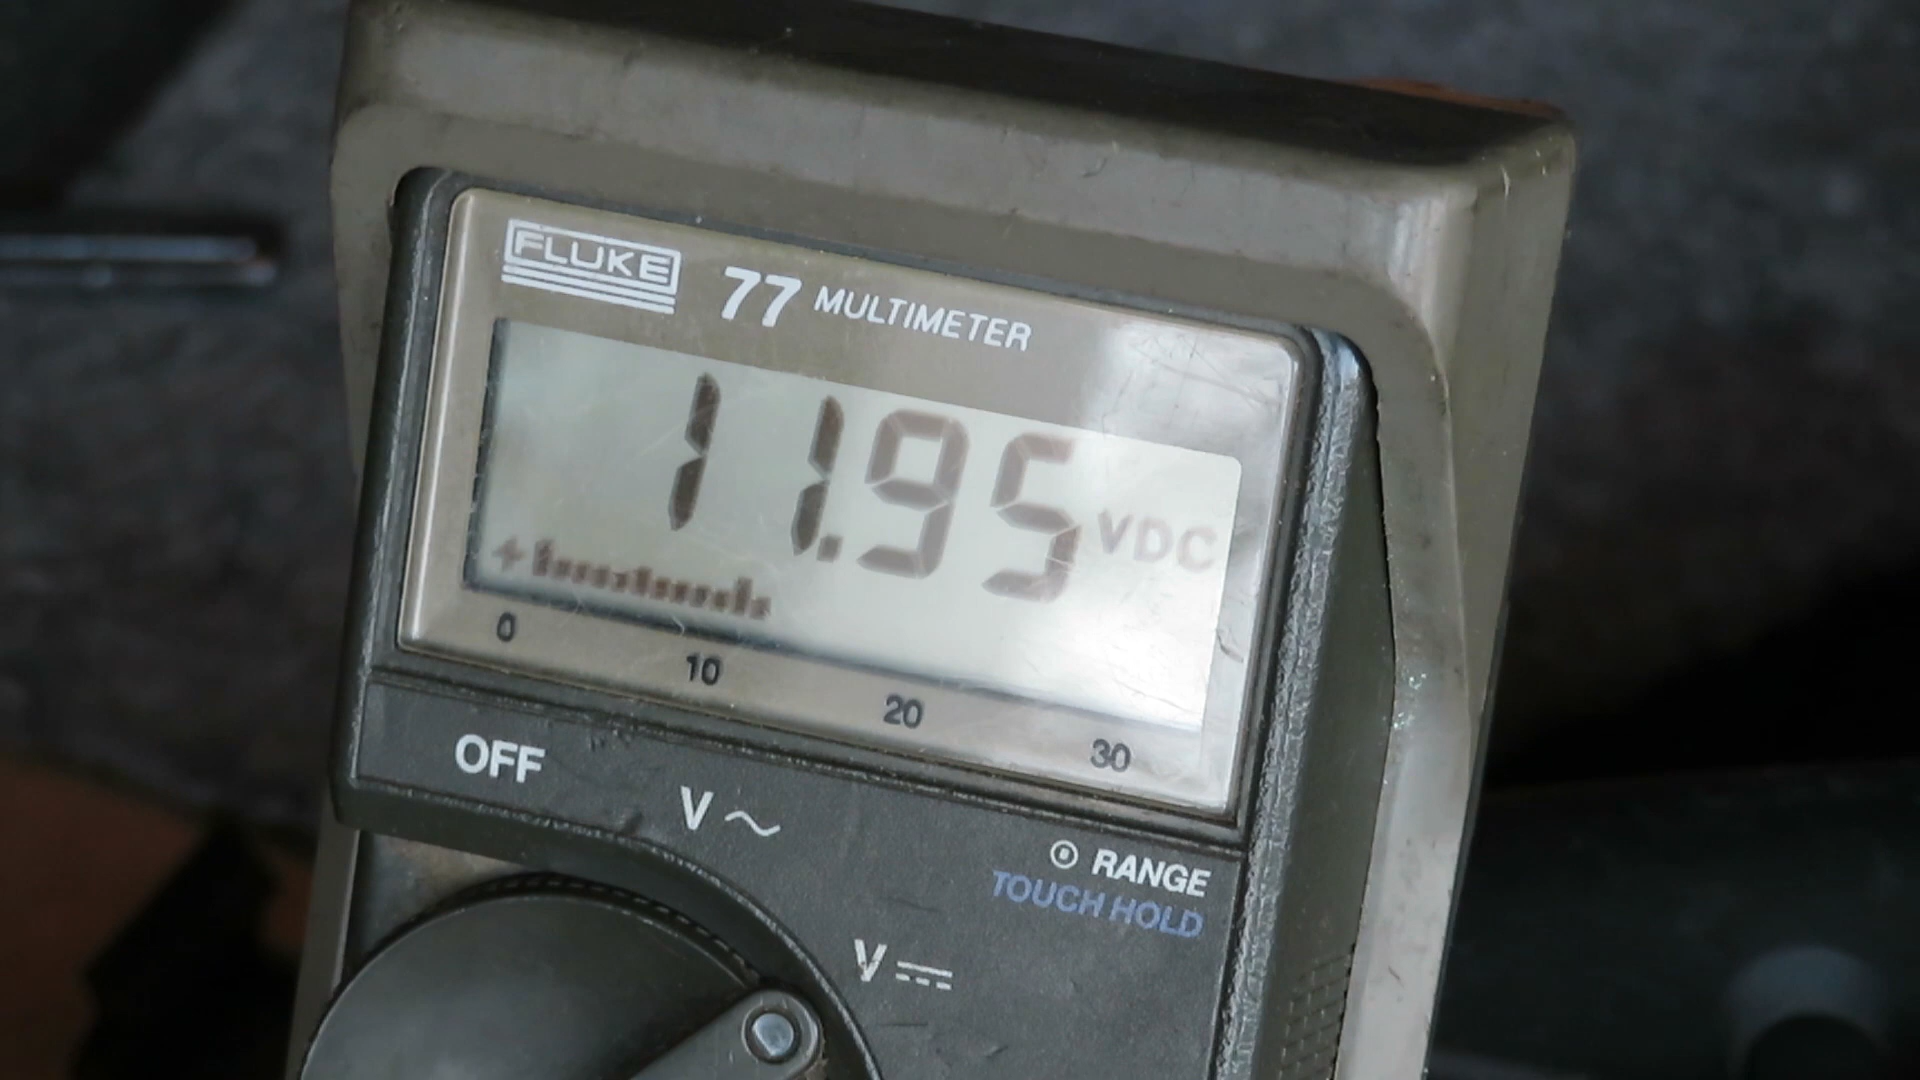 FLUKE 77 MULTIMETER
11.95 VDC
+
0 10 20 30
OFF
V~
RANGE
TOUCH HOLD
V⎓